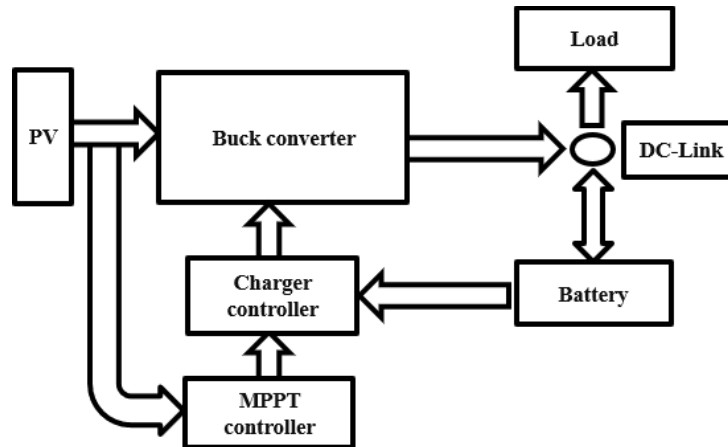 Load
PV
Buck converter
DC-Link
Charger
controller
Battery
MPPT
controller